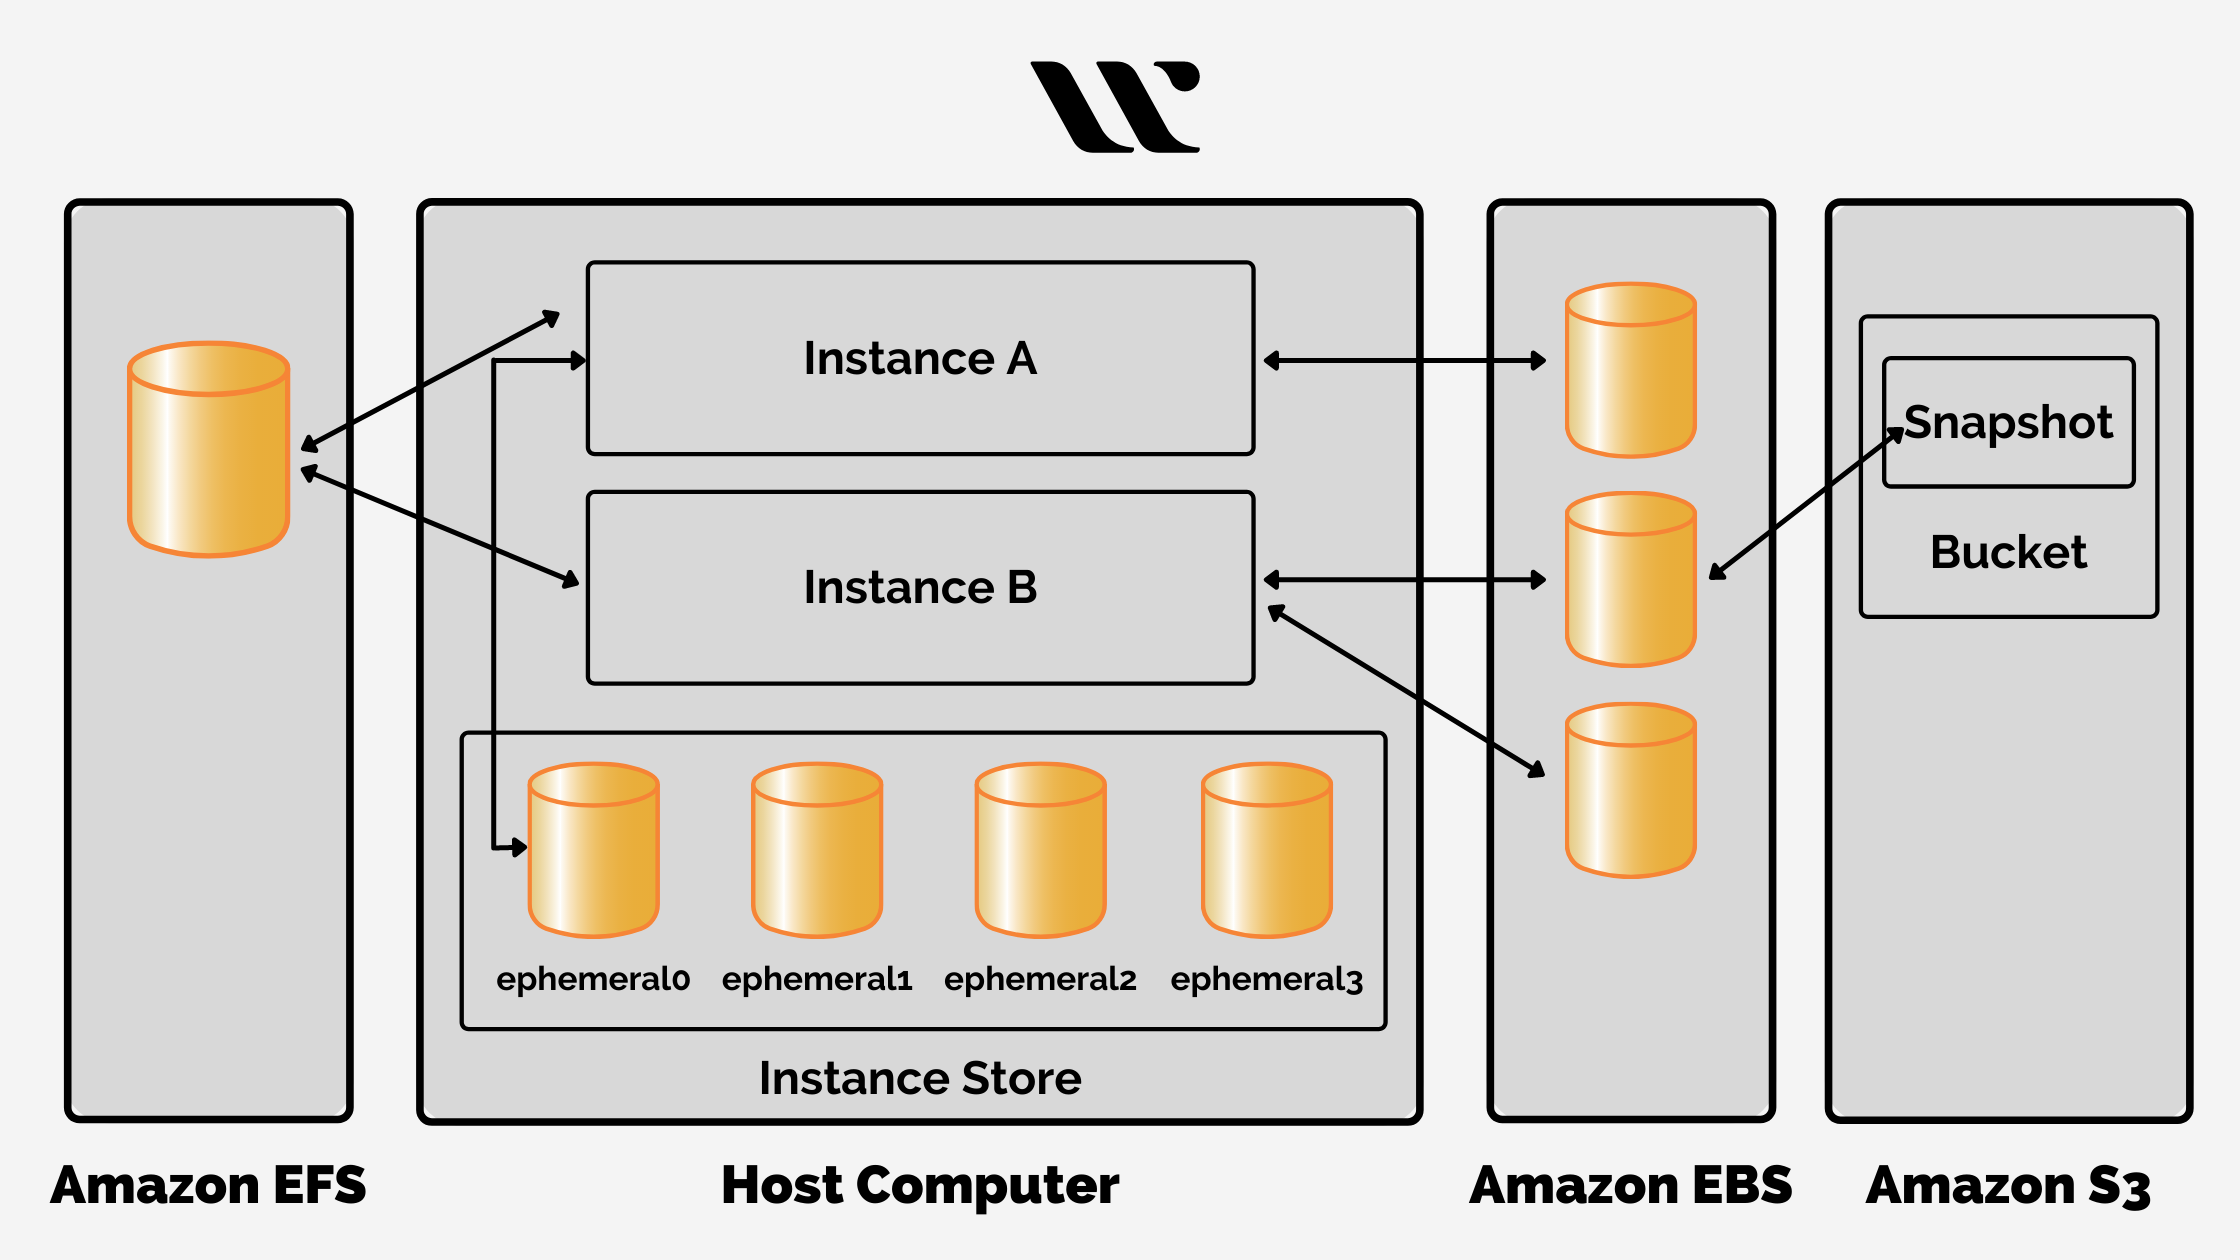 Instance A
Instance B
ephemeral0
ephemeral1
ephemeral2
ephemeral3
Instance Store
Snapshot
Bucket
Amazon EFS
Host Computer
Amazon EBS
Amazon S3